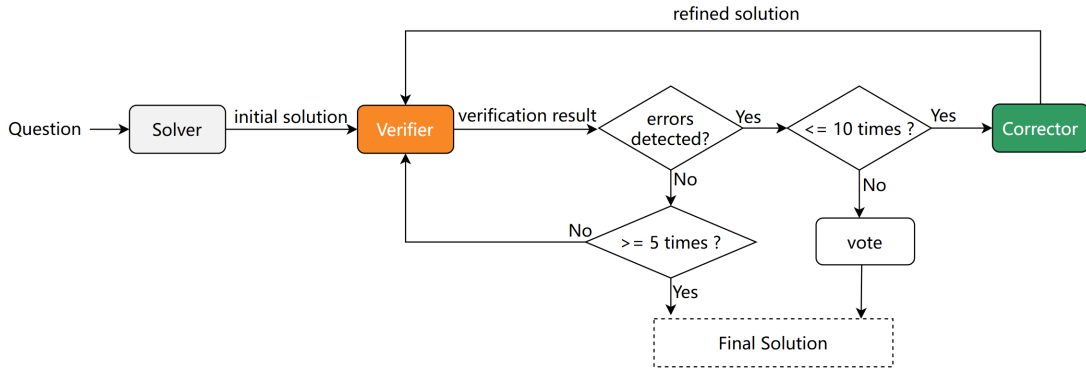 refined solution
Question
Solver
initial solution
Verifier
verification result
errors
detected?
Yes
<= 10 times ?
Yes
Corrector
No
No
No
>= 5 times ?
vote
Yes
Final Solution